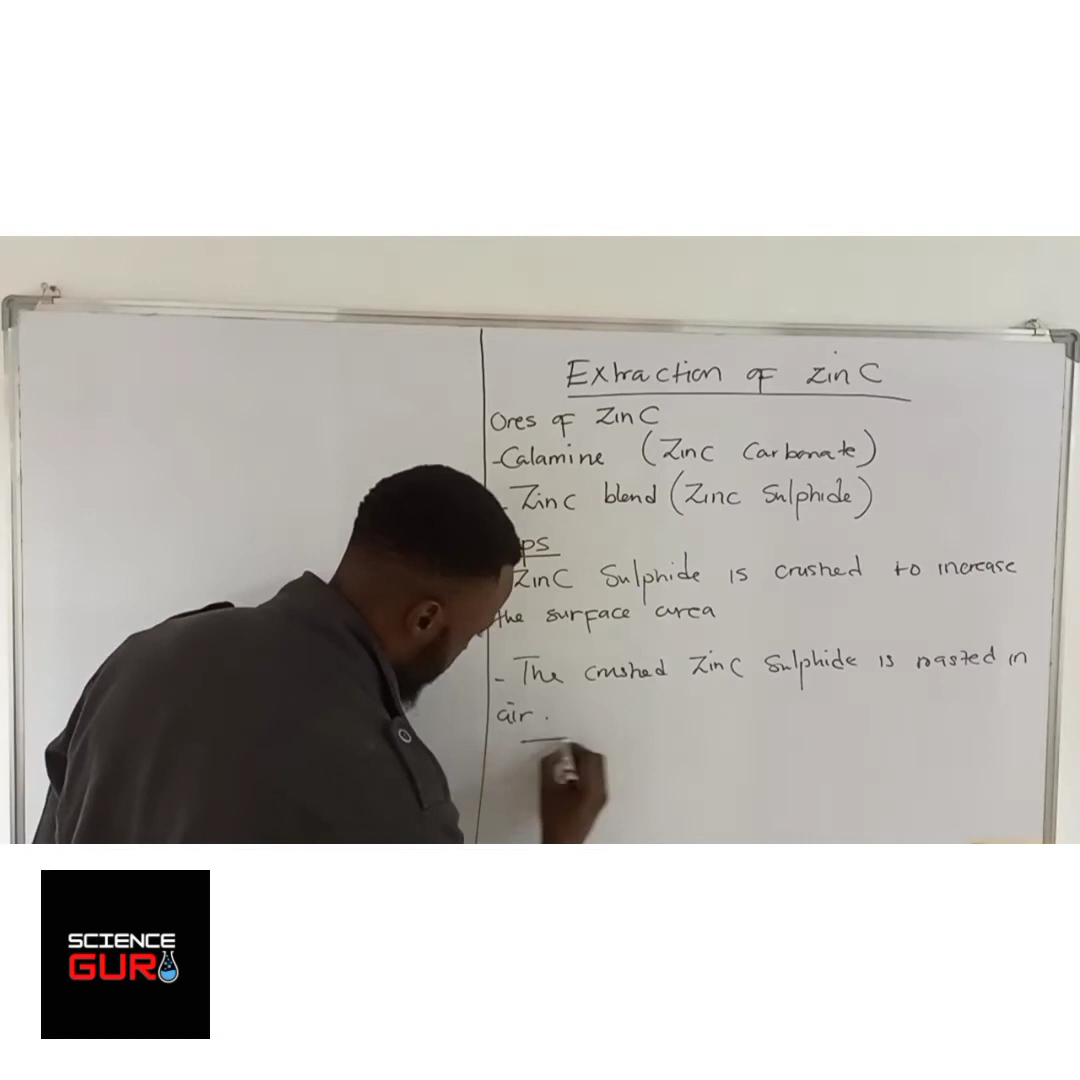 Extraction of zinc
Ores of Zinc
-Calamine (Zinc Carbonate)
- Zinc blend (Zinc Sulphide)
ps
Zinc Sulphide is crushed to increase
the surface area
- The crushed Zinc Sulphide is roasted in
air.
SCIENCE
GURU